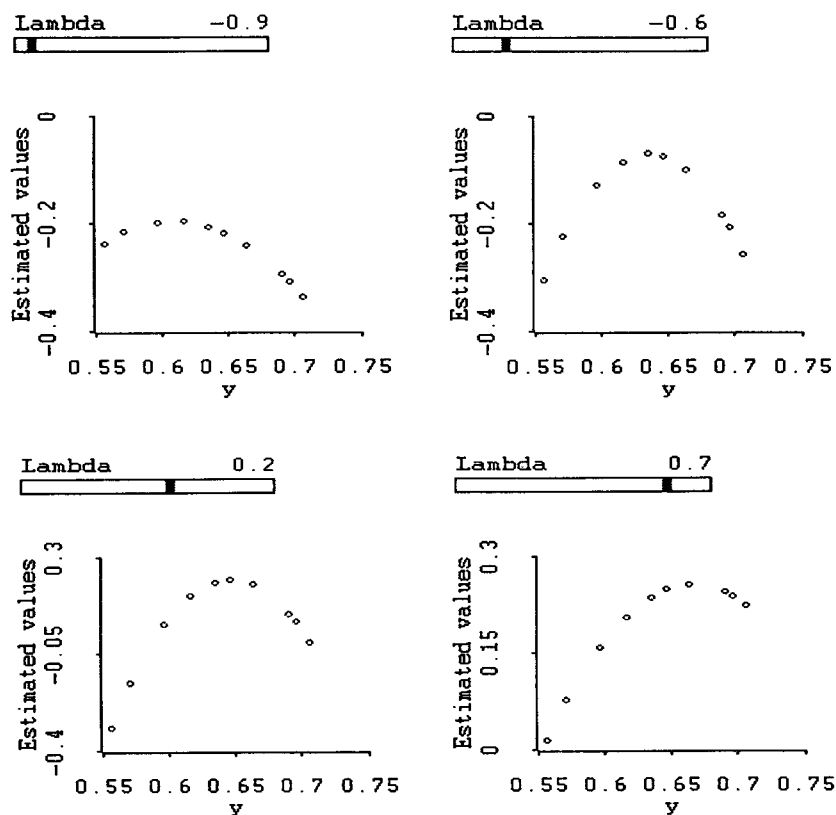 Lambda -0.9
Estimated values
0
-0.2
-0.4
0.55 0.6 0.65 0.7 0.75
y
Lambda -0.6
Estimated values
0
-0.2
-0.4
0.55 0.6 0.65 0.7 0.75
y
Lambda 0.2
Estimated values
0.3
-0.05
-0.4
0.55 0.6 0.65 0.7 0.75
y
Lambda 0.7
Estimated values
0.3
0.15
0
0.55 0.6 0.65 0.7 0.75
y